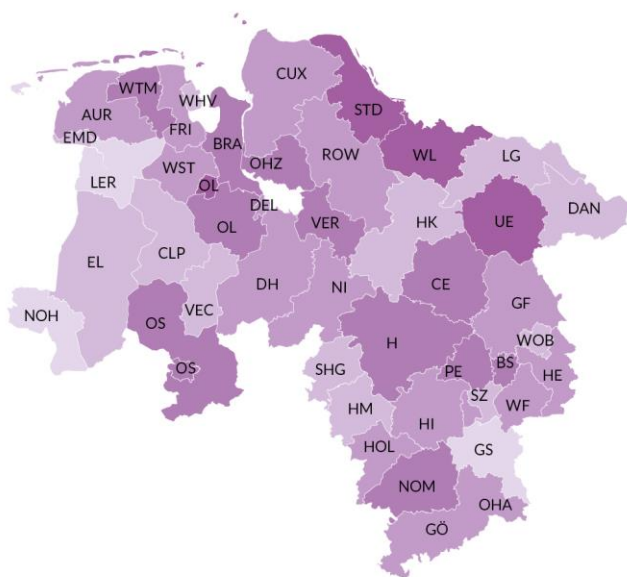 CUX
WTM
WHV
STD
AUR
EMD
FRI
BRA
OHZ
ROW
WL
LG
LER
WST
OL
DEL
OL
VER
HK
UE
DAN
EL
CLP
DH
NI
CE
GF
NOH
OS
VEC
H
WOB
OS
SHG
PE
BS
HE
HM
HI
SZ
WF
HOL
GS
NOM
OHA
GÖ